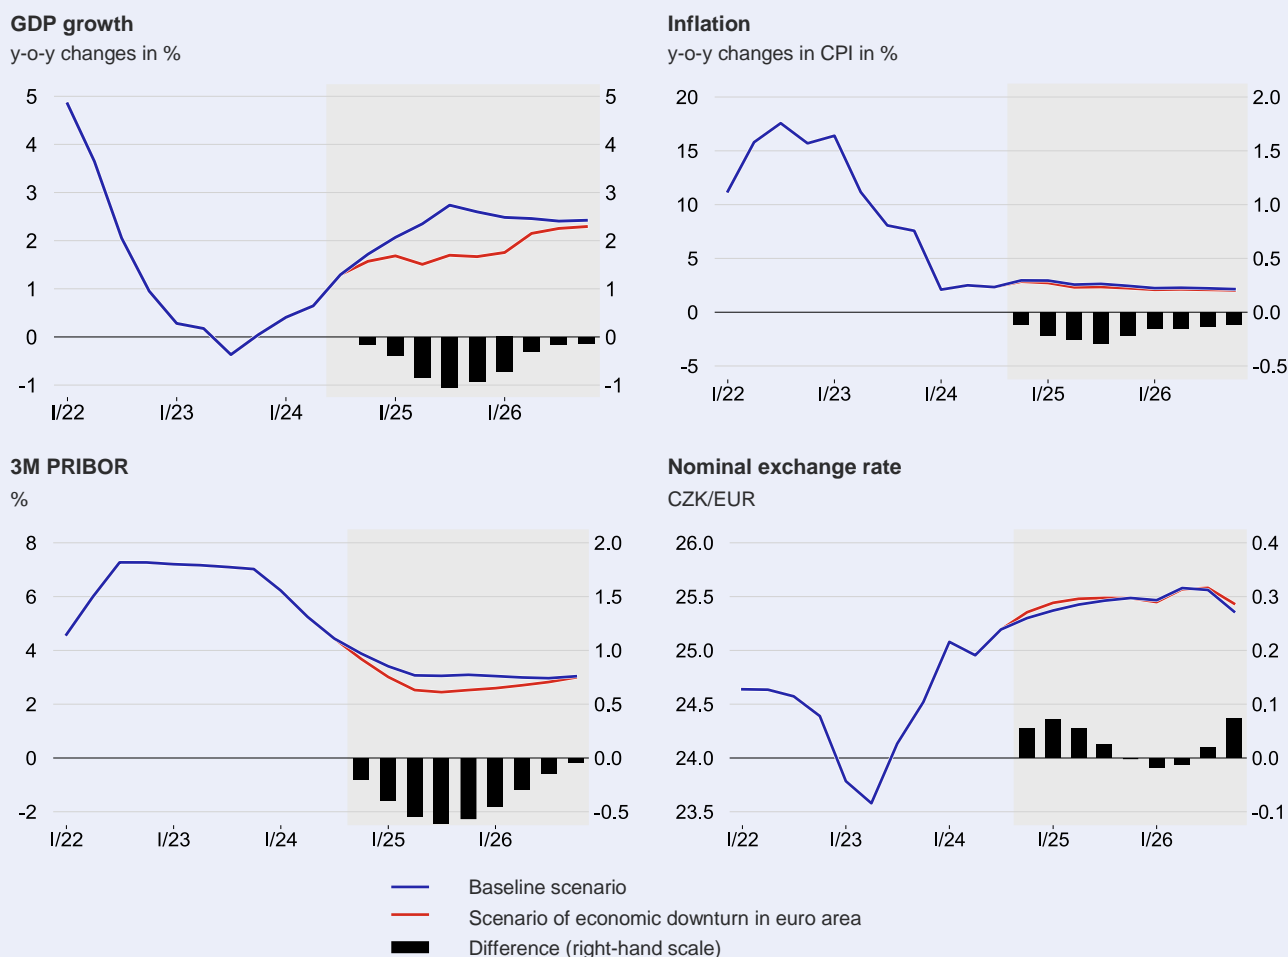 GDP growth
y-o-y changes in %
5 5
4 4
3 3
2 2
1 1
0 0
-1 -1
I/22 I/23 I/24 I/25 I/26
Inflation
y-o-y changes in CPI in %
20 2.0
15 1.5
10 1.0
5 0.5
0 0.0
-5 -0.5
I/22 I/23 I/24 I/25 I/26
3M PRIBOR
%
8 2.0
6 1.5
4 1.0
2 0.5
0 0.0
-2 -0.5
I/22 I/23 I/24 I/25 I/26
Nominal exchange rate
CZK/EUR
26.0 0.4
25.5 0.3
25.0 0.2
24.5 0.1
24.0 0.0
23.5 -0.1
I/22 I/23 I/24 I/25 I/26
Baseline scenario
Scenario of economic downturn in euro area
Difference (right-hand scale)